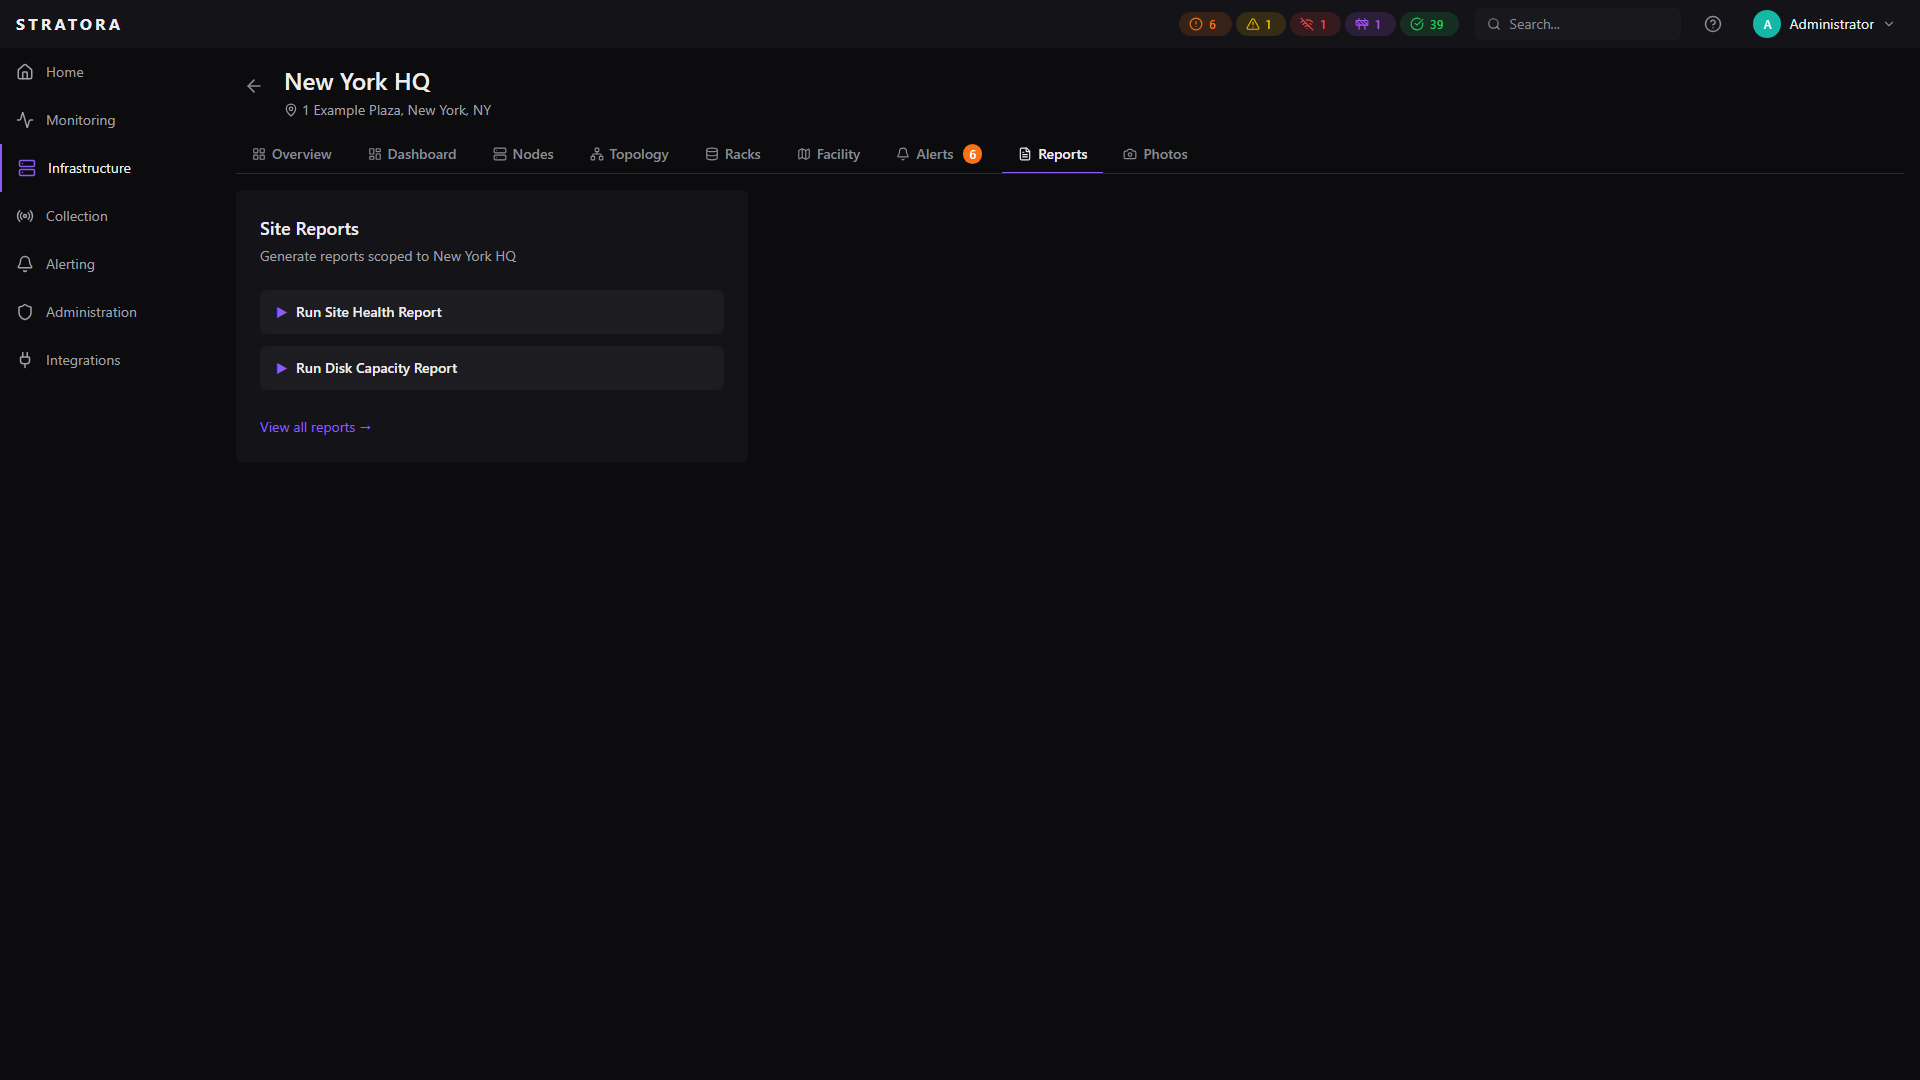 STRATORA
6
1
1
1
39
Search...
A
Administrator
Home
Monitoring
Infrastructure
Collection
Alerting
Administration
Integrations
New York HQ
1 Example Plaza, New York, NY
Overview
Dashboard
Nodes
Topology
Racks
Facility
Alerts 6
Reports
Photos
Site Reports
Generate reports scoped to New York HQ
Run Site Health Report
Run Disk Capacity Report
View all reports →